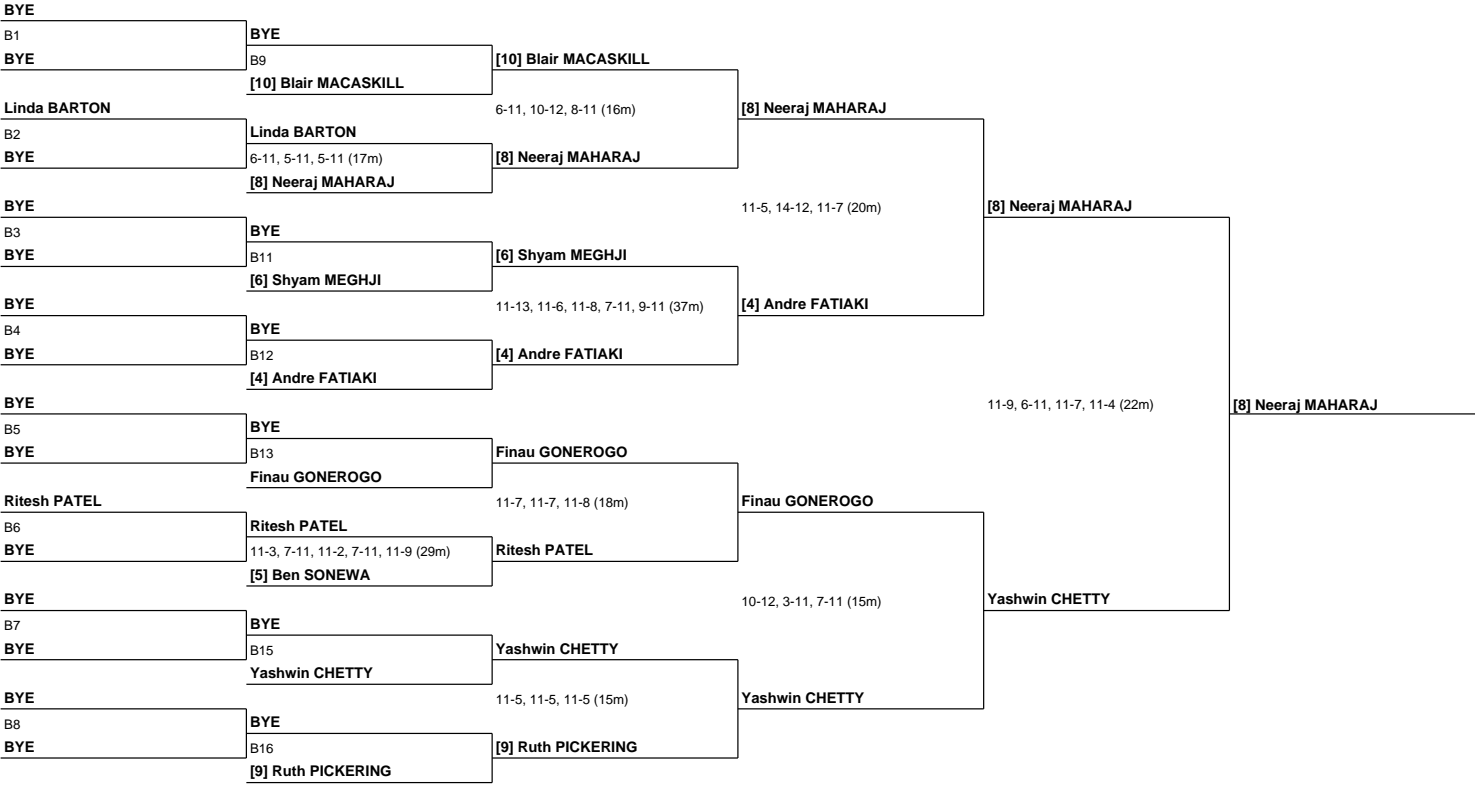 BYE
B1
BYE
BYE
B9
[10] Blair MACASKILL
[10] Blair MACASKILL
Linda BARTON
B2
BYE
Linda BARTON
6-11, 5-11, 5-11 (17m)
[8] Neeraj MAHARAJ
6-11, 10-12, 8-11 (16m)
[8] Neeraj MAHARAJ
[8] Neeraj MAHARAJ
BYE
B3
BYE
BYE
B11
[6] Shyam MEGHJI
[6] Shyam MEGHJI
11-5, 14-12, 11-7 (20m)
[8] Neeraj MAHARAJ
BYE
B4
BYE
BYE
B12
[4] Andre FATIAKI
11-13, 11-6, 11-8, 7-11, 9-11 (37m)
[4] Andre FATIAKI
[4] Andre FATIAKI
11-9, 6-11, 11-7, 11-4 (22m)
[8] Neeraj MAHARAJ
BYE
B5
BYE
BYE
B13
Finau GONEROGO
Finau GONEROGO
Ritesh PATEL
B6
BYE
Ritesh PATEL
11-3, 7-11, 11-2, 7-11, 11-9 (29m)
[5] Ben SONEWA
11-7, 11-7, 11-8 (18m)
Ritesh PATEL
Finau GONEROGO
BYE
B7
BYE
BYE
B15
Yashwin CHETTY
Yashwin CHETTY
10-12, 3-11, 7-11 (15m)
Yashwin CHETTY
BYE
B8
BYE
BYE
B16
[9] Ruth PICKERING
11-5, 11-5, 11-5 (15m)
[9] Ruth PICKERING
Yashwin CHETTY